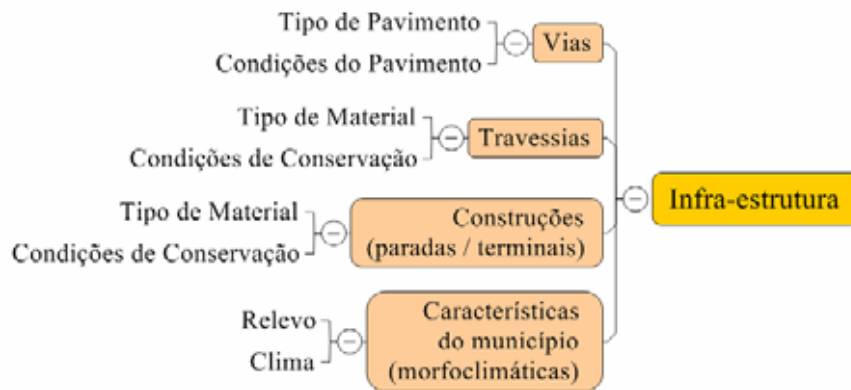 Tipo de Pavimento
Condições do Pavimento
Vias
Tipo de Material
Condições de Conservação
Travessias
Tipo de Material
Condições de Conservação
Construções
(paradas / terminais)
Infra-estrutura
Relevo
Clima
Características
do município
(morfoclimáticas)